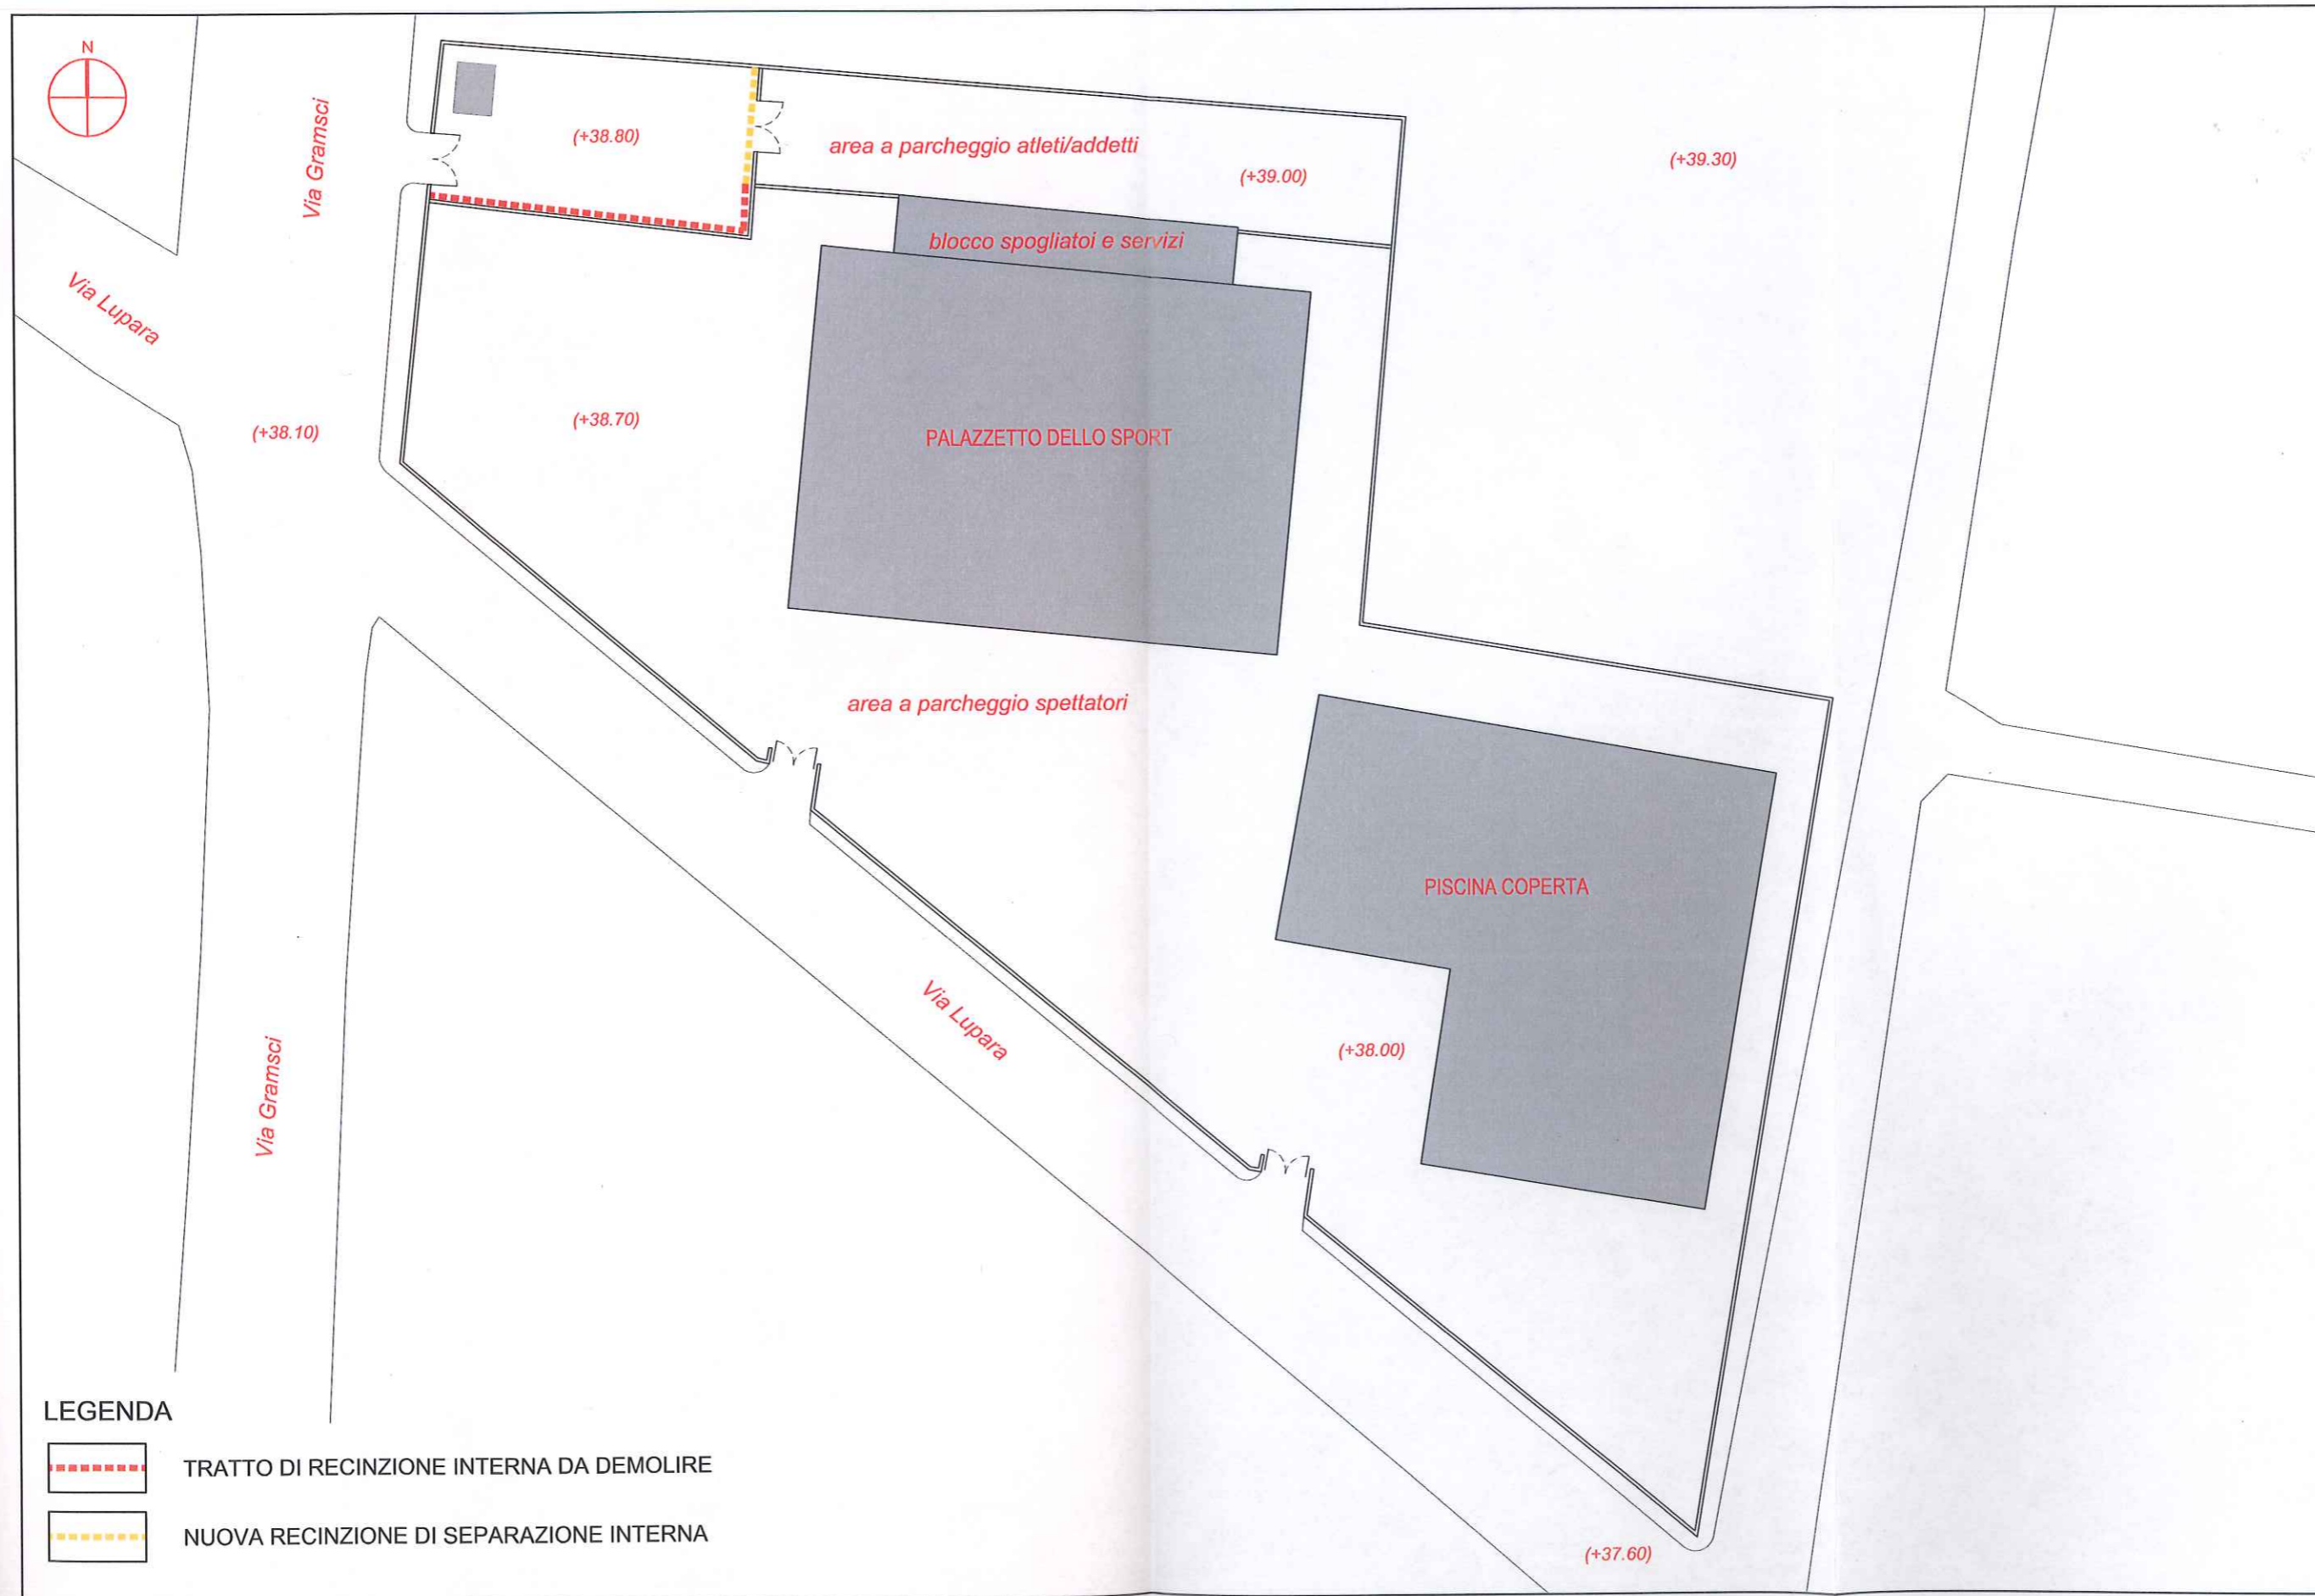 N
Via Gramsci
(+38.80)
area a parcheggio atleti/addetti
(+39.00)
(+39.30)
blocco spogliatoi e servizi
Via Lupara
(+38.10)
(+38.70)
PALAZZETTO DELLO SPORT
area a parcheggio spettatori
PISCINA COPERTA
Via Lupara
(+38.00)
Via Gramsci
LEGENDA
TRATTO DI RECINZIONE INTERNA DA DEMOLIRE
NUOVA RECINZIONE DI SEPARAZIONE INTERNA
(+37.60)